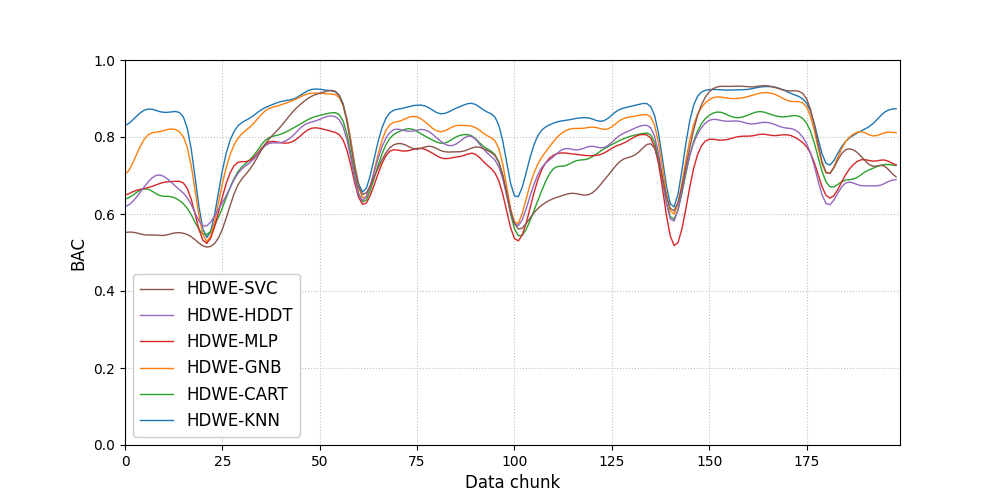 1.0
0.8
0.6
0.4
0.2
0.0
BAC
HDWE-SVC
HDWE-HDDT
HDWE-MLP
HDWE-GNB
HDWE-CART
HDWE-KNN
0 25 50 75 100 125 150 175
Data chunk